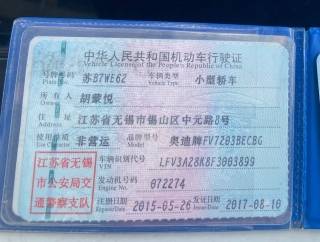 中华人民共和国机动车行驶证
Vehicle License of the People's Republic of China
号牌号码 苏B7WE6Z 车辆类型 小型轿车
Plate No. Vehicle Type
所有人 胡蒙悦
Owner
住址 江苏省无锡市锡山区中元路8号
Address
使用性质 非营运 品牌型号 奥迪牌FV7203BECBG
Use Character Model
江苏省无锡
市公安局交
通警察支队
车辆识别代号 LFV3A28K8F3003899
VIN
发动机号码 072274
Engine No.
注册日期 2015-05-26 发证日期 2017-08-10
Register Date Issue Date